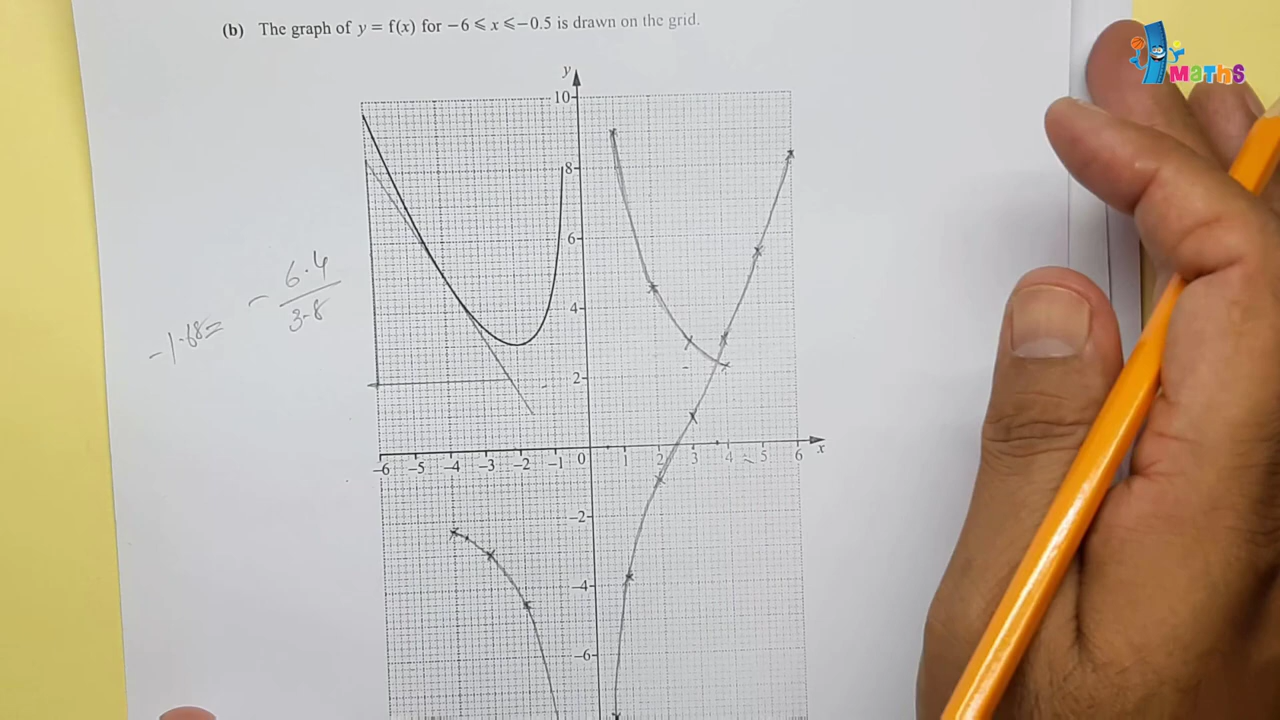 (b) The graph of y = f(x) for −6 ⩽ x ⩽ −0.5 is drawn on the grid.
MaTHS
y
10
8
6
4
2
−6 −5 −4 −3 −2 −1 0 1 2 3 4 5 6 x
−2
−4
−6
−1.68= − 6.4
3.8